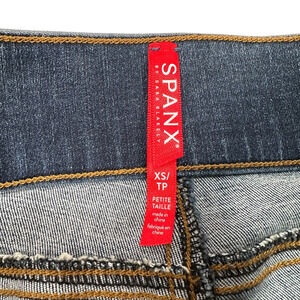 SPANX®
BY SARA BLAKELY
XS/
TP
PETITE
TAILLE
made in
china
fabriqué en
chine